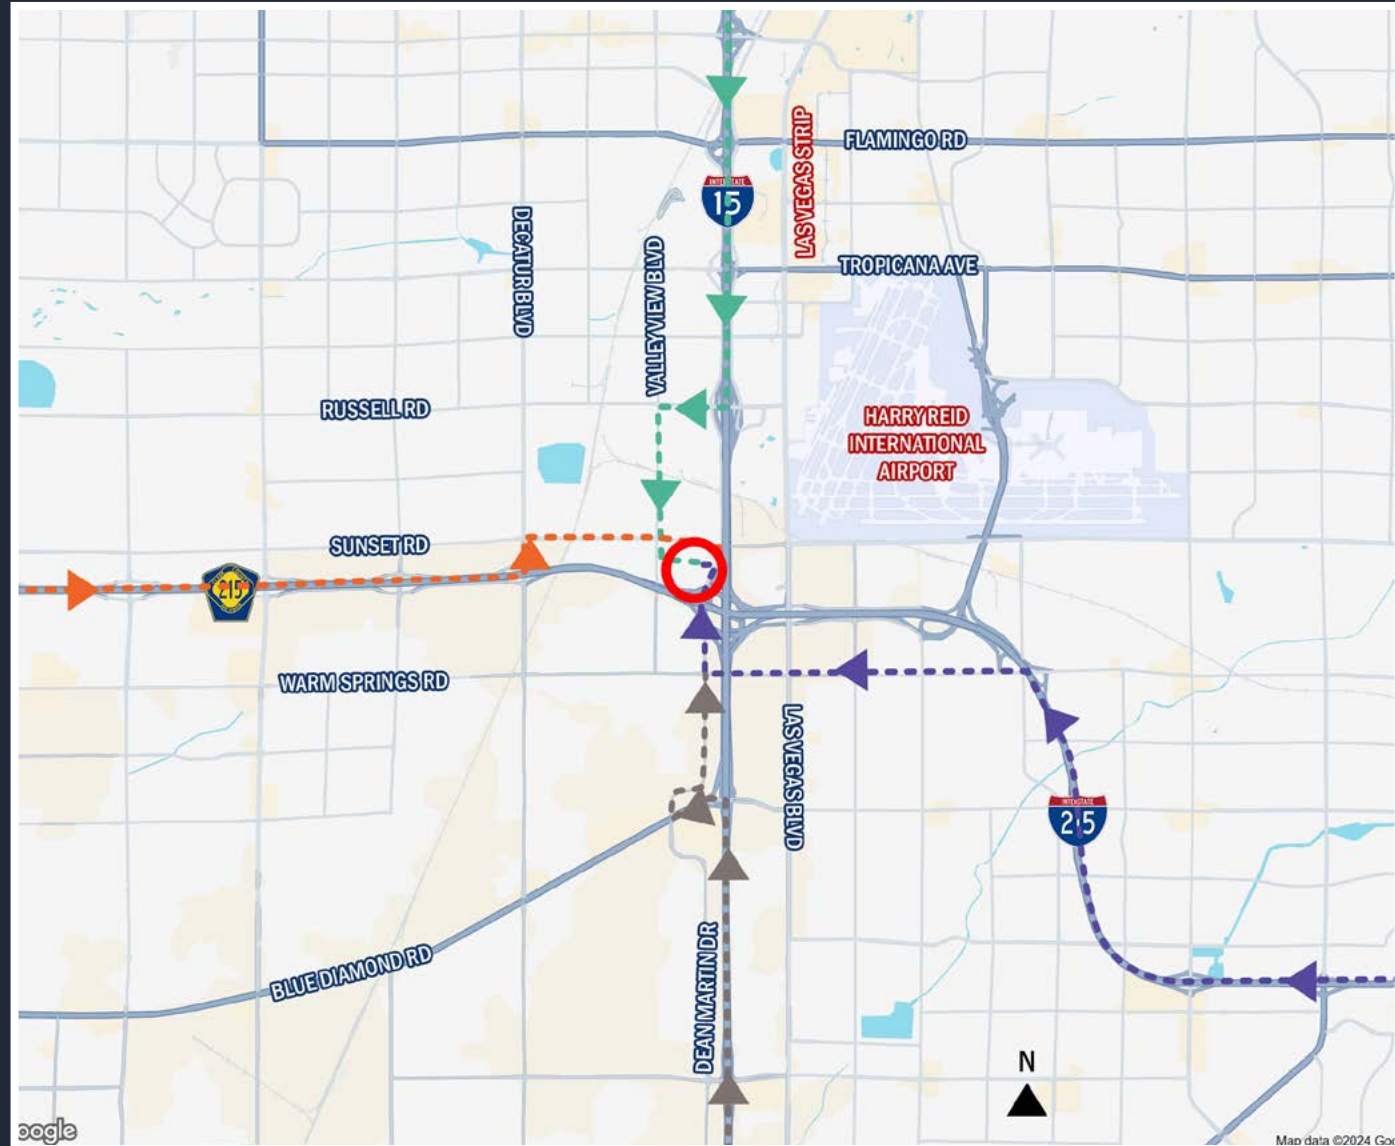 FLAMINGO RD
INTERSTATE
15
LAS VEGAS STRIP
DECATUR BLVD
VALLEY VIEW BLVD
TROPICANA AVE
RUSSELL RD
HARRY REID
INTERNATIONAL
AIRPORT
SUNSET RD
215
WARM SPRINGS RD
LAS VEGAS BLVD
INTERSTATE
215
BLUE DIAMOND RD
DEAN MARTIN DR
N
oogle
Map data ©2024 Goo